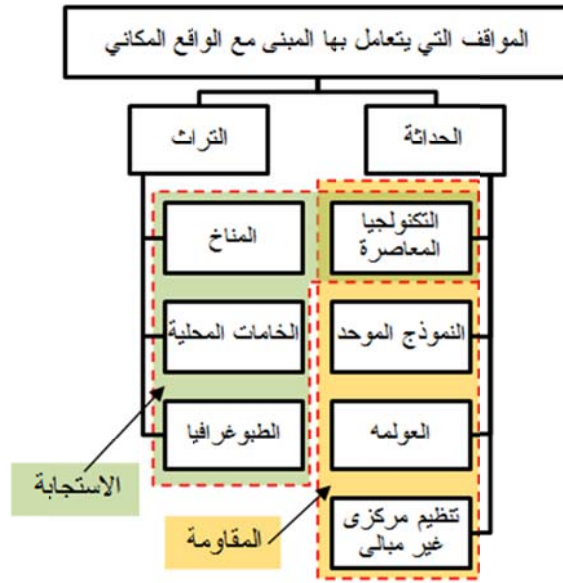 المواقف التي يتعامل بها المبنى مع الواقع المكاني
الحداثة
التراث
التكنولجيا
المعاصرة
المناخ
النموذج الموحد
الخامات المحلية
العولمه
الطبوغرافيا
تنظيم مركزى
غير مبالى
الاستجابة
المقاومة